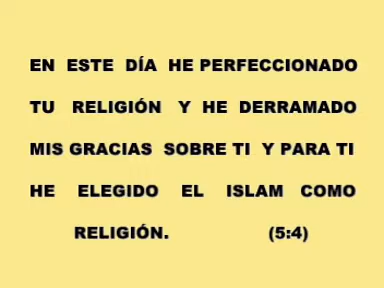 EN ESTE DÍA HE PERFECCIONADO
TU RELIGIÓN Y HE DERRAMADO
MIS GRACIAS SOBRE TI Y PARA TI
HE ELEGIDO EL ISLAM COMO
RELIGIÓN. (5:4)